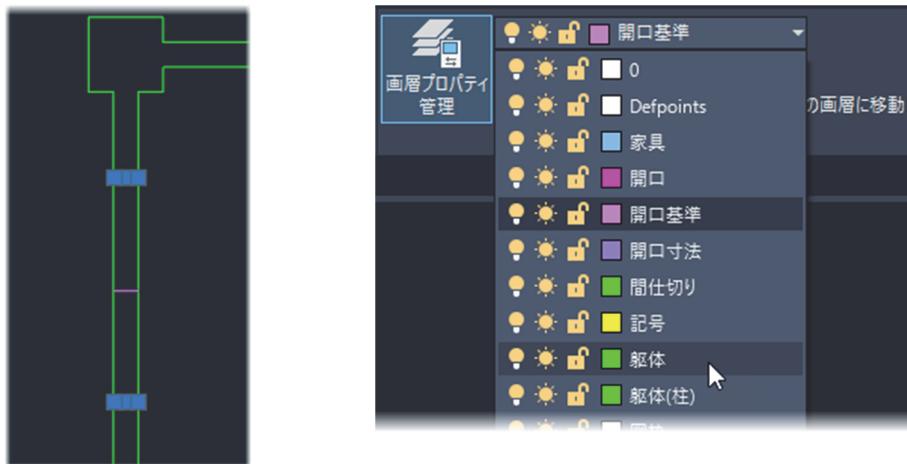 開口基準
画層プロパティ
管理
0
Defpoints
の画層に移動
家具
開口
開口基準
開口寸法
間仕切り
記号
躯体
躯体(柱)